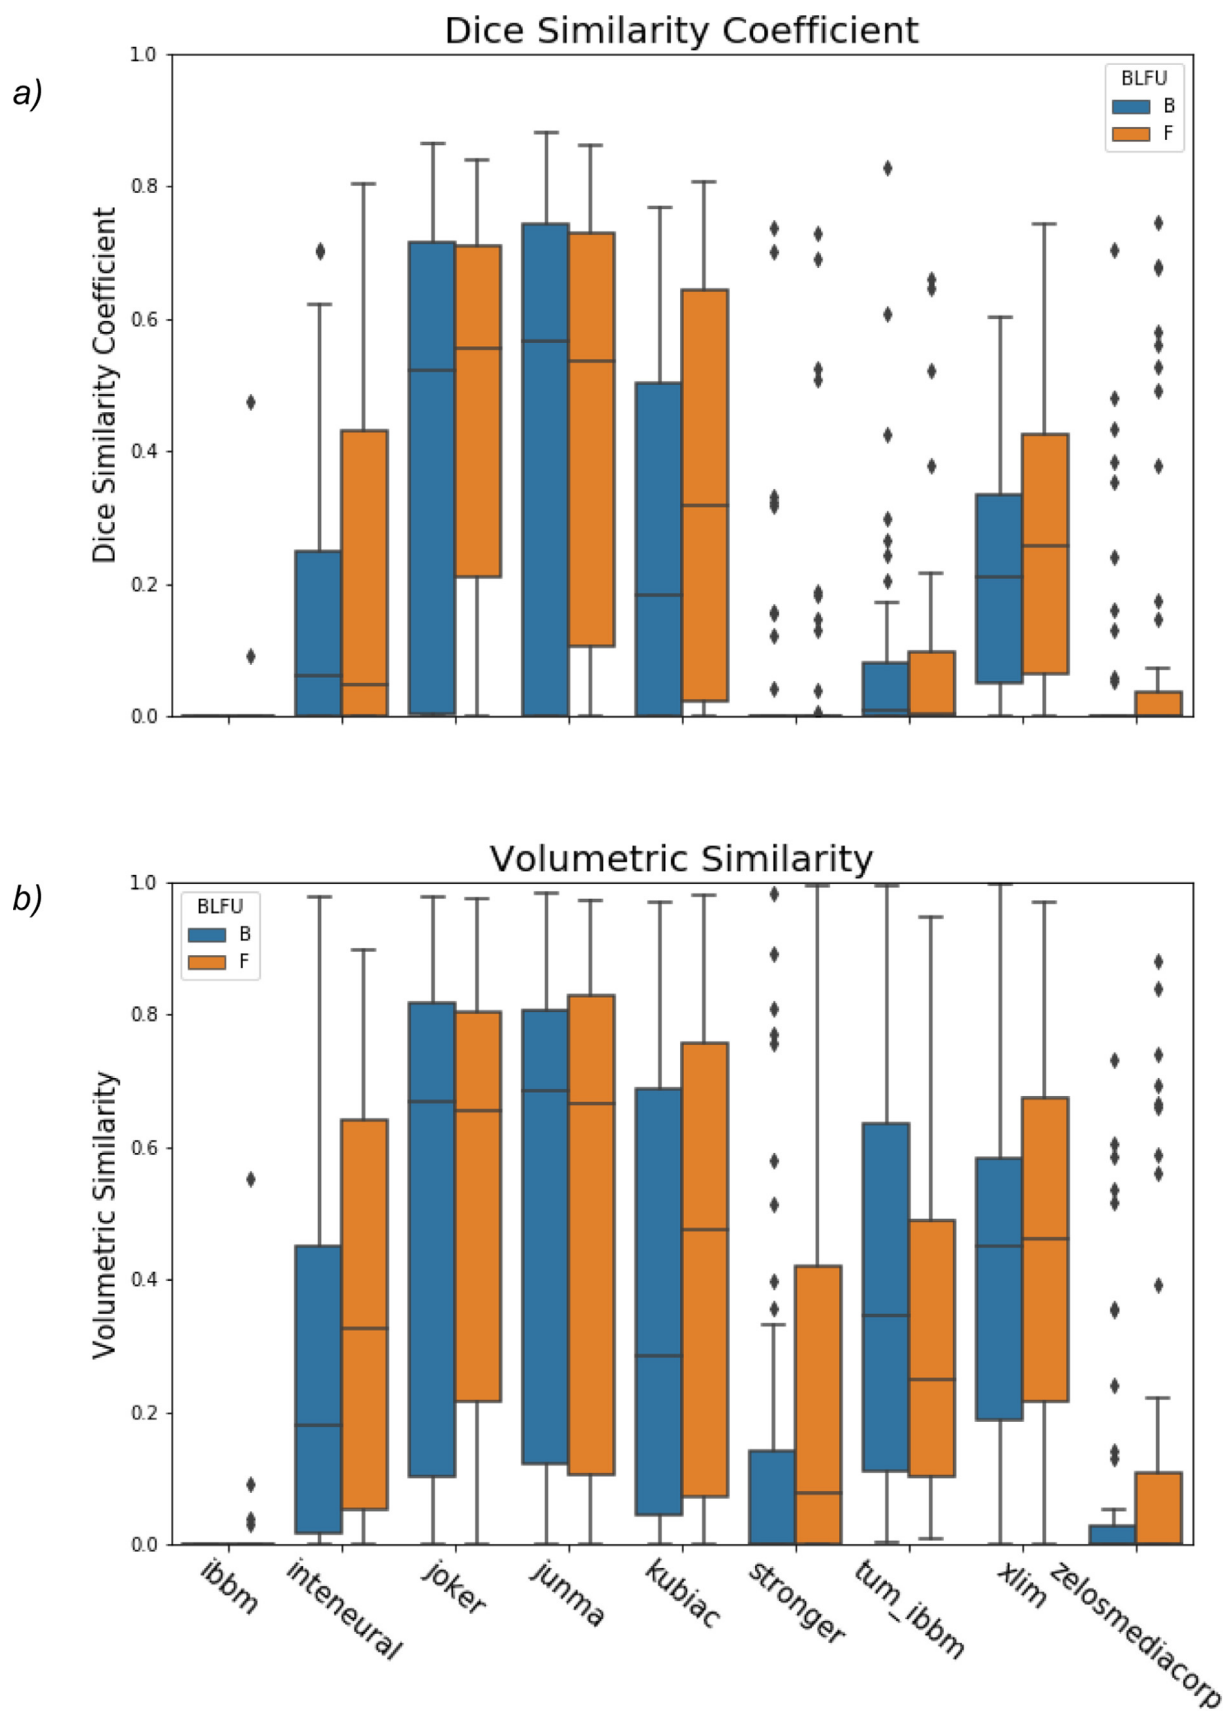 Dice Similarity Coefficient
a)
1.0
0.8
0.6
0.4
0.2
0.0
Dice Similarity Coefficient
BLFU
B
F
Volumetric Similarity
b)
1.0
0.8
0.6
0.4
0.2
0.0
Volumetric Similarity
BLFU
B
F
ibbm
inteneural
joker
junma
kubiac
stronger
tum_ibbm
xlim
zelosmediacorp